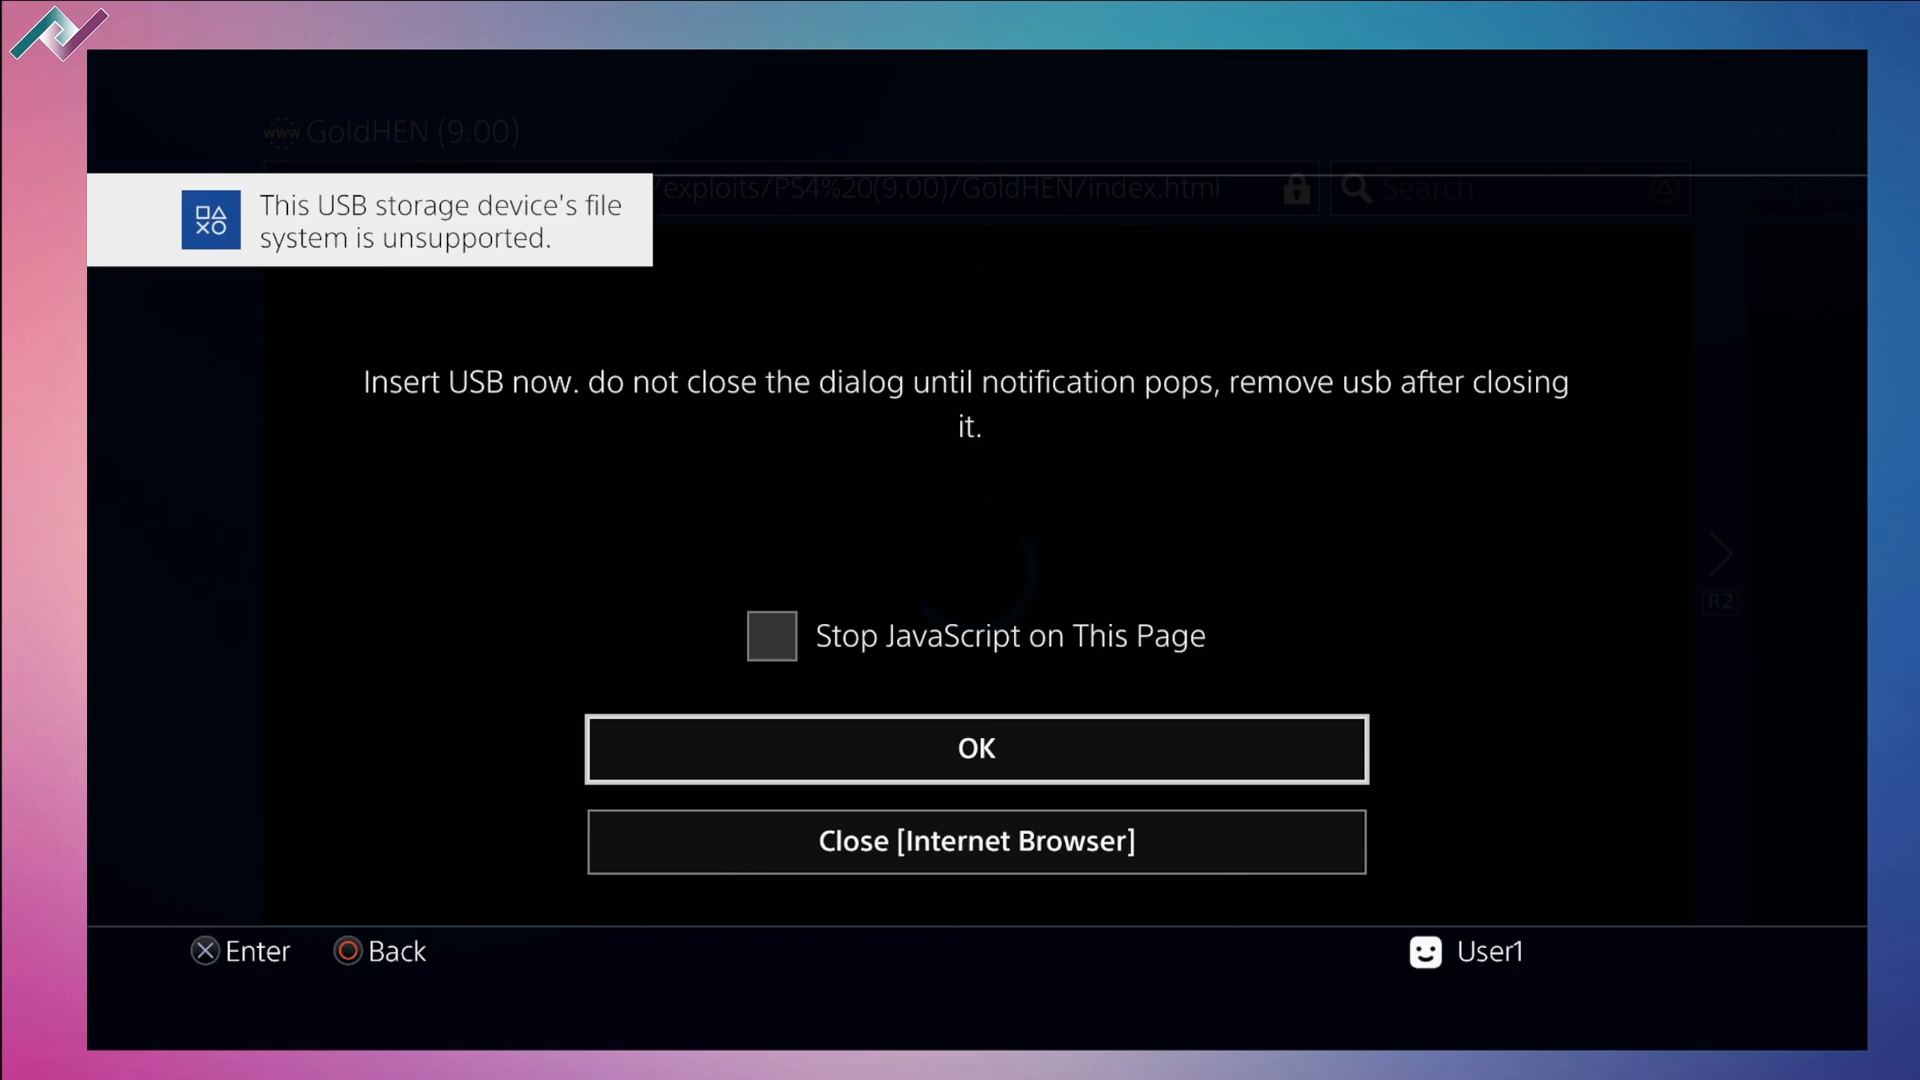 www GoldHEN (9.00)
/exploits/PS4%20(9.00)/GoldHEN/index.html
Search
This USB storage device's file
system is unsupported.
Insert USB now. do not close the dialog until notification pops, remove usb after closing
it.
R2
Stop JavaScript on This Page
OK
Close [Internet Browser]
Enter
Back
User1